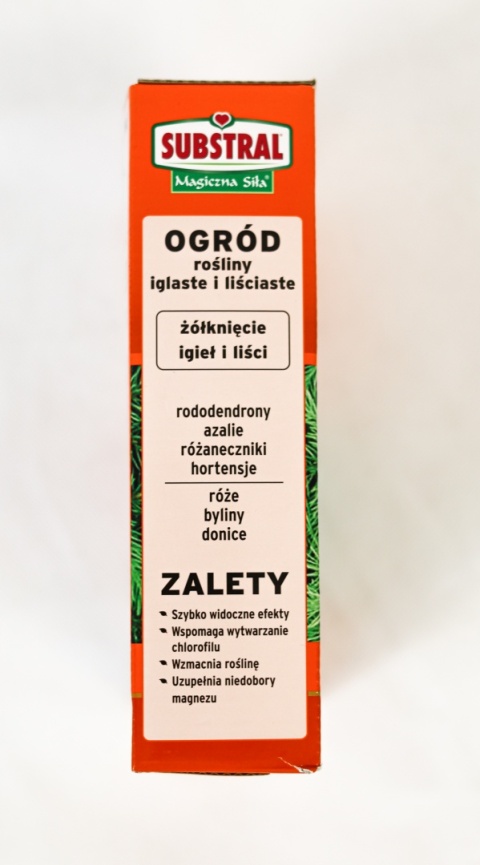 SUBSTRAL
Magiczna Siła®
OGRÓD
rośliny
iglaste i liściaste
żółknięcie
igieł i liści
rododendrony
azalie
różaneczniki
hortensje
róże
byliny
donice
ZALETY
Szybko widoczne efekty
Wspomaga wytwarzanie
chlorofilu
Wzmacnia roślinę
Uzupełnia niedobory
magnezu